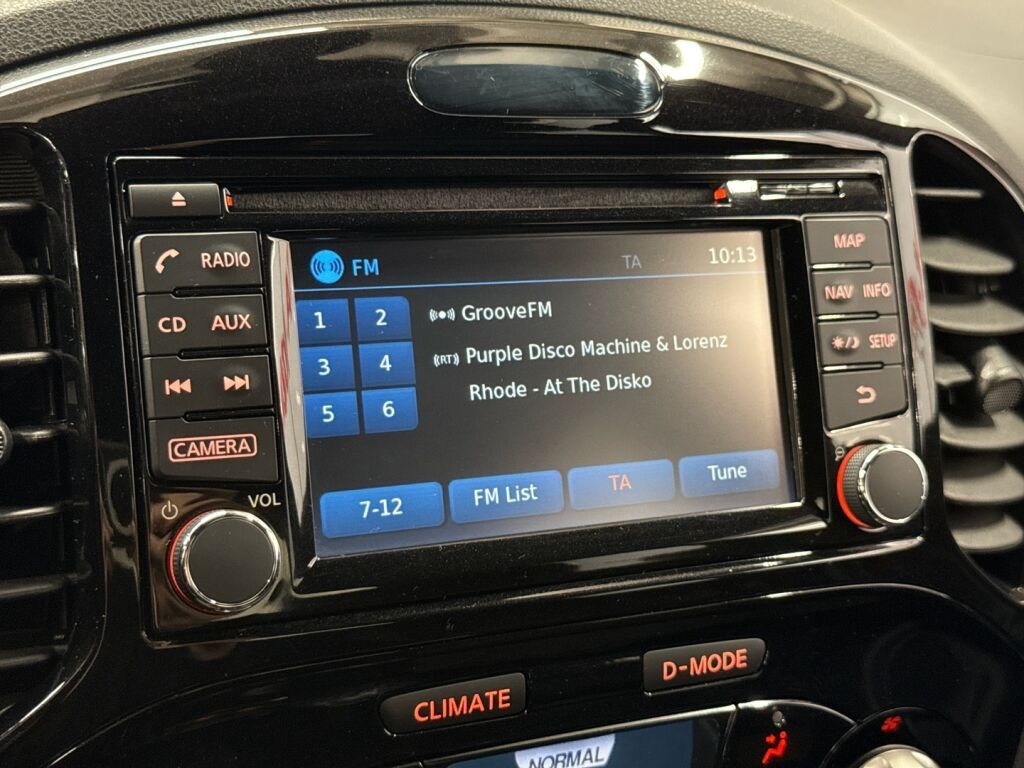 RADIO
CD AUX
CAMERA
VOL
FM
TA
10:13
1 2
3 4
5 6
GrooveFM
(RT) Purple Disco Machine & Lorenz
Rhode - At The Disko
7-12
FM List
TA
Tune
MAP
NAV INFO
SETUP
CLIMATE
D-MODE
NORMAL